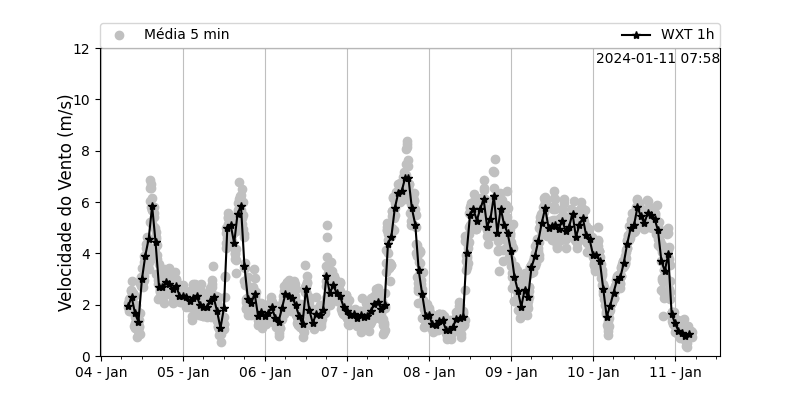 Média 5 min
WXT 1h
2024-01-11 07:58
Velocidade do Vento (m/s)
12
10
8
6
4
2
0
04 - Jan 05 - Jan 06 - Jan 07 - Jan 08 - Jan 09 - Jan 10 - Jan 11 - Jan